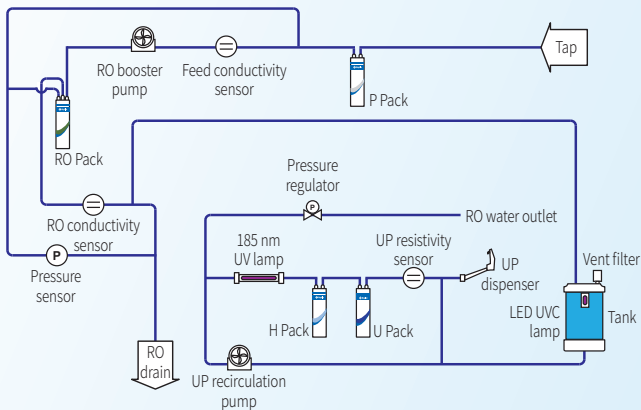 Tap
RO booster
pump
Feed conductivity
sensor
P Pack
RO Pack
Pressure
regulator
P
RO water outlet
RO conductivity
sensor
185 nm
UV lamp
UP resistivity
sensor
UP
dispenser
Vent filter
P
Pressure
sensor
LED UVC
lamp
Tank
H Pack
U Pack
RO
drain
UP recirculation
pump